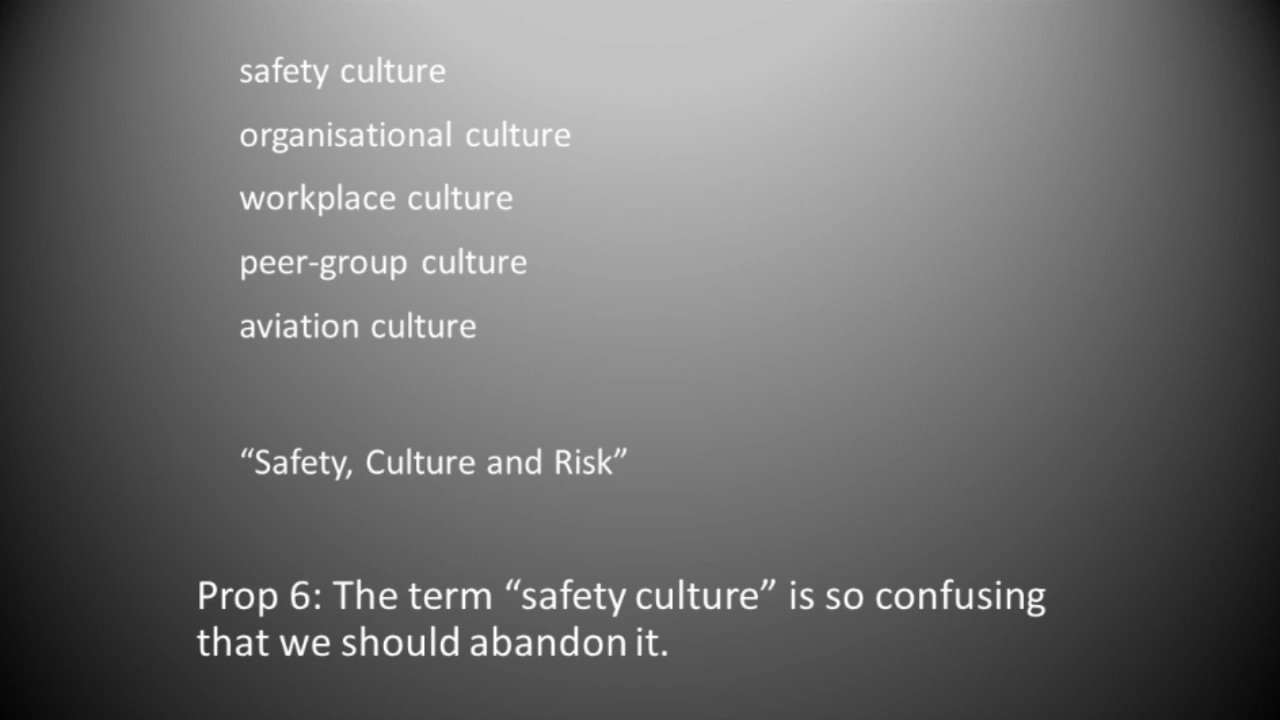 safety culture
organisational culture
workplace culture
peer-group culture
aviation culture
“Safety, Culture and Risk”
Prop 6: The term “safety culture” is so confusing
that we should abandon it.